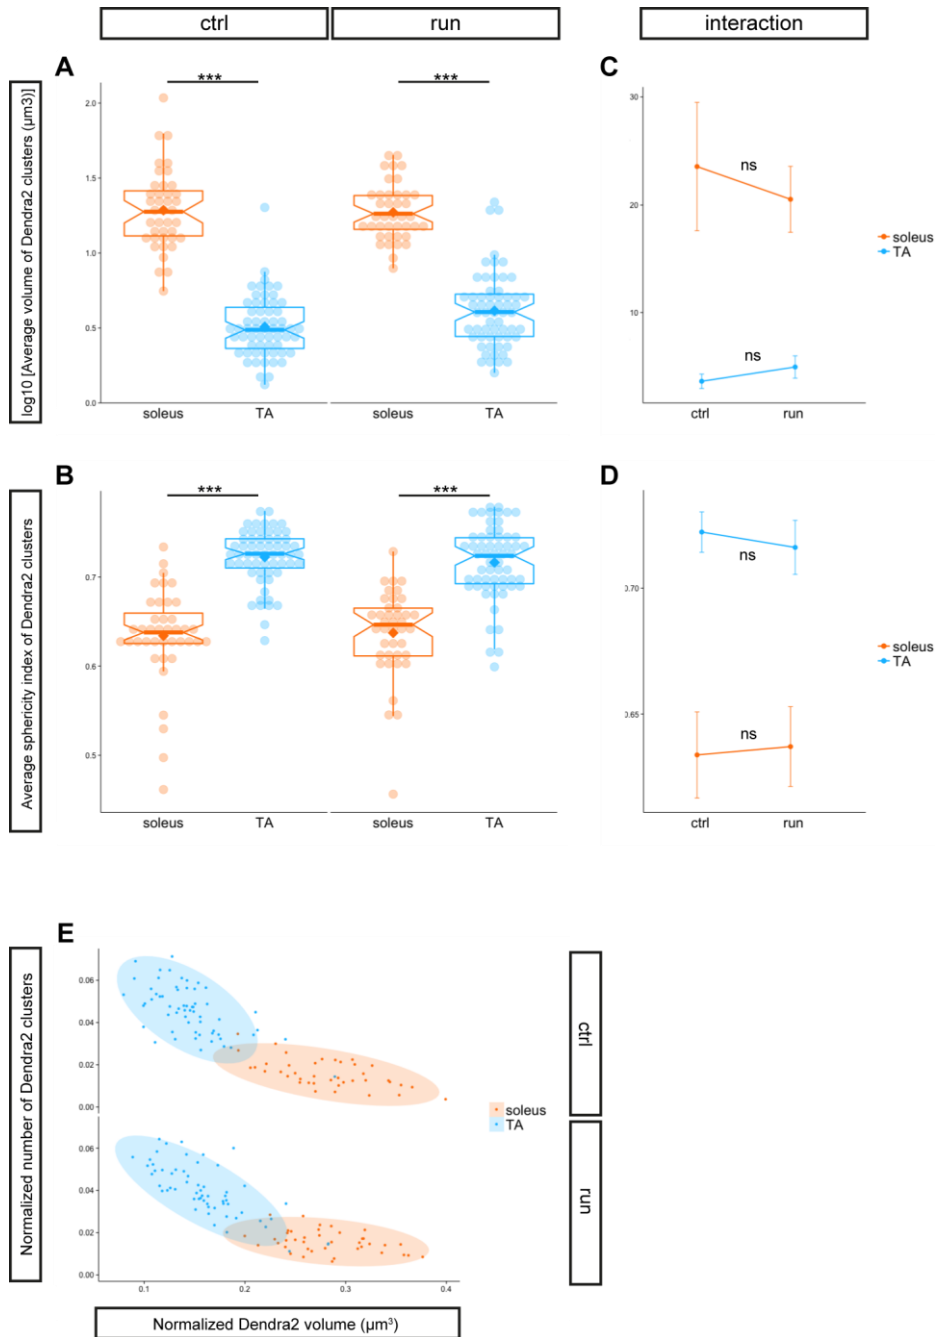 ctrl
run
interaction
A
***
***
C
log10 [Average volume of Dendra2 clusters (µm3)]
2.0
1.5
1.0
0.5
0.0
soleus
TA
soleus
TA
30
20
10
ns
ns
ctrl
run
soleus
TA
B
***
***
D
Average sphericity index of Dendra2 clusters
0.7
0.6
0.5
soleus
TA
soleus
TA
0.70
0.65
ns
ns
ctrl
run
soleus
TA
E
Normalized number of Dendra2 clusters
0.06
0.04
0.02
0.00
0.06
0.04
0.02
0.00
0.1
0.2
0.3
0.4
soleus
TA
ctrl
run
Normalized Dendra2 volume (µm³)